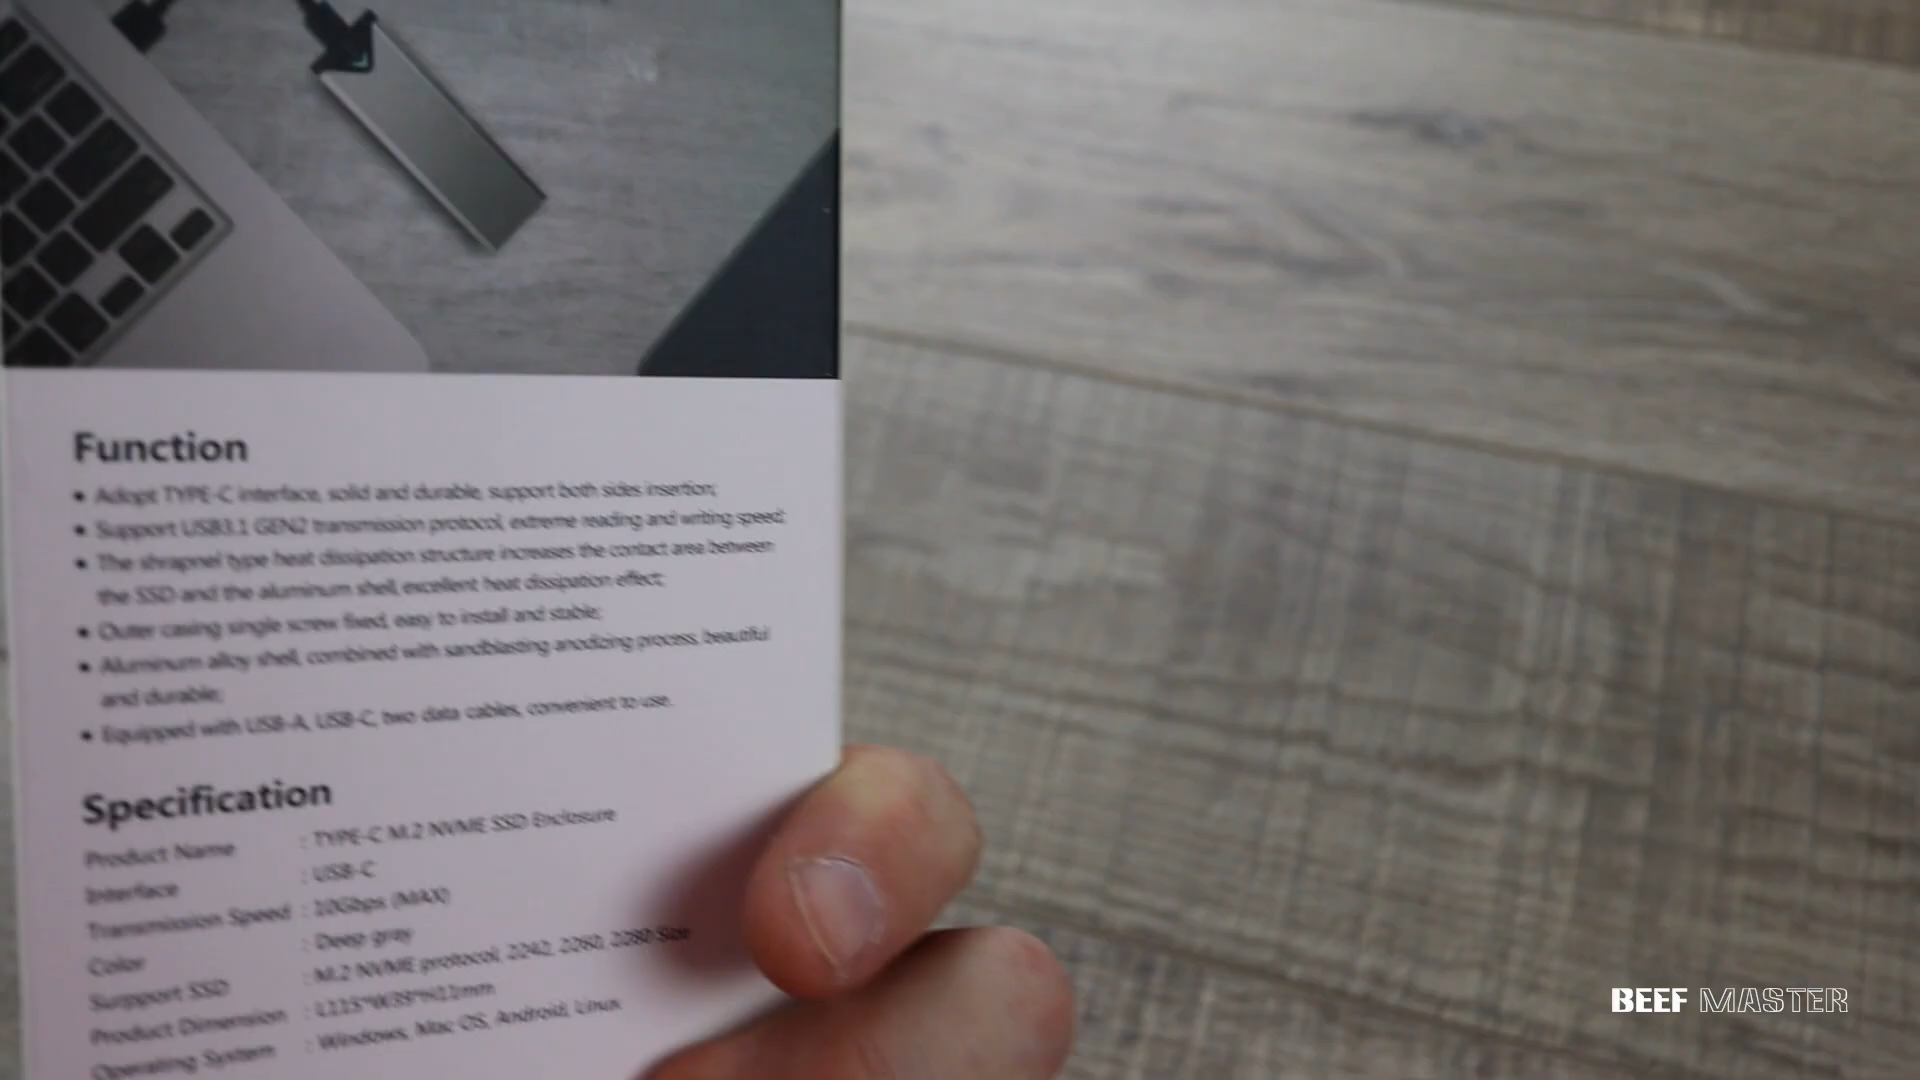 Function
• Adopt TYPE-C interface, solid and durable, support both sides insertion;
• Support USB3.1 GEN2 transmission protocol, extreme reading and writing speed;
• The shrapnel type heat dissipation structure increases the contact area between
the SSD and the aluminum shell, excellent heat dissipation effect;
• Outer casing single screw fixed, easy to install and stable;
• Aluminum alloy shell, combined with sandblasting anodizing process, beautiful
and durable;
• Equipped with USB-A, USB-C, two data cables, convenient to use.
Specification
Product Name : TYPE-C M.2 NVME SSD Enclosure
Interface : USB-C
Transmission Speed : 10Gbps (MAX)
Color : Deep gray
Surpport SSD : M.2 NVME protocol, 2242, 2260, 2280 Size
Product Dimension : L115*W39*H11mm
Operating System : Windows, Mac OS, Android, Linux
BEEF MASTER